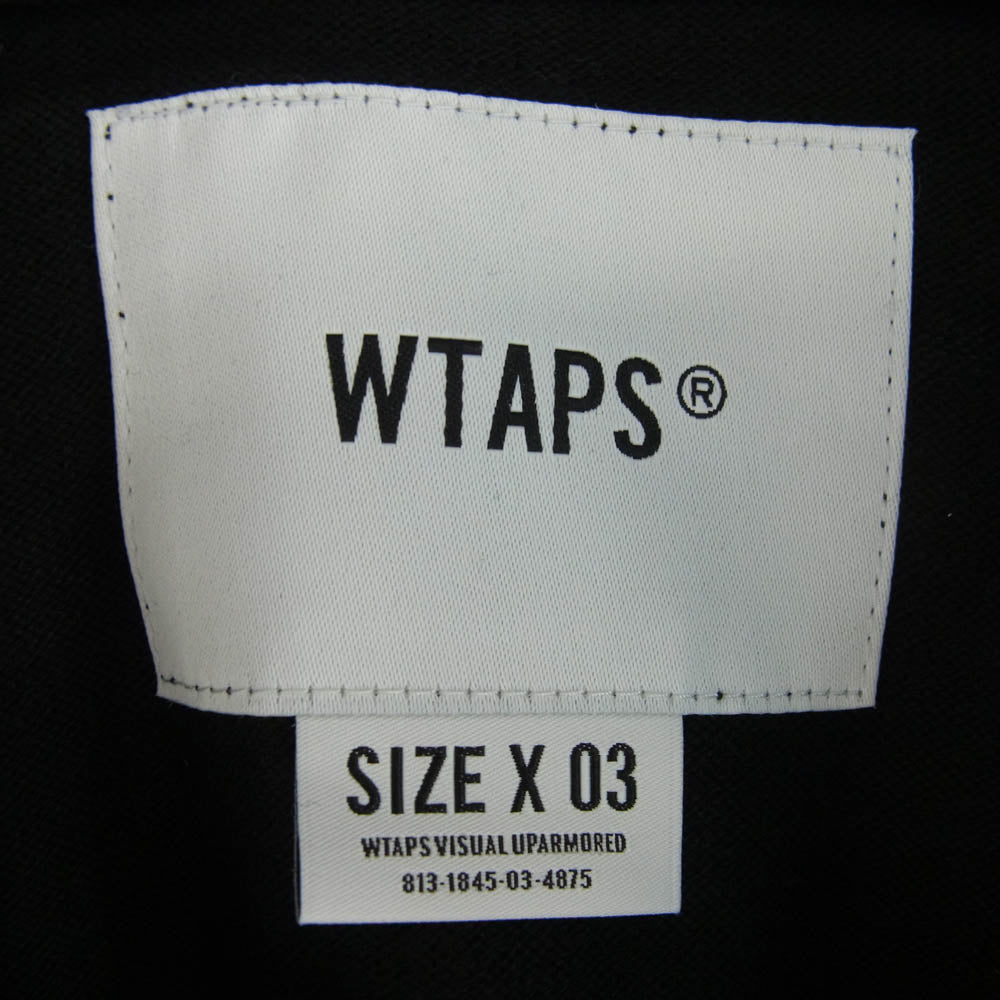 WTAPS®
SIZE X 03
WTAPS VISUAL UPARMORED
813-1845-03-4875